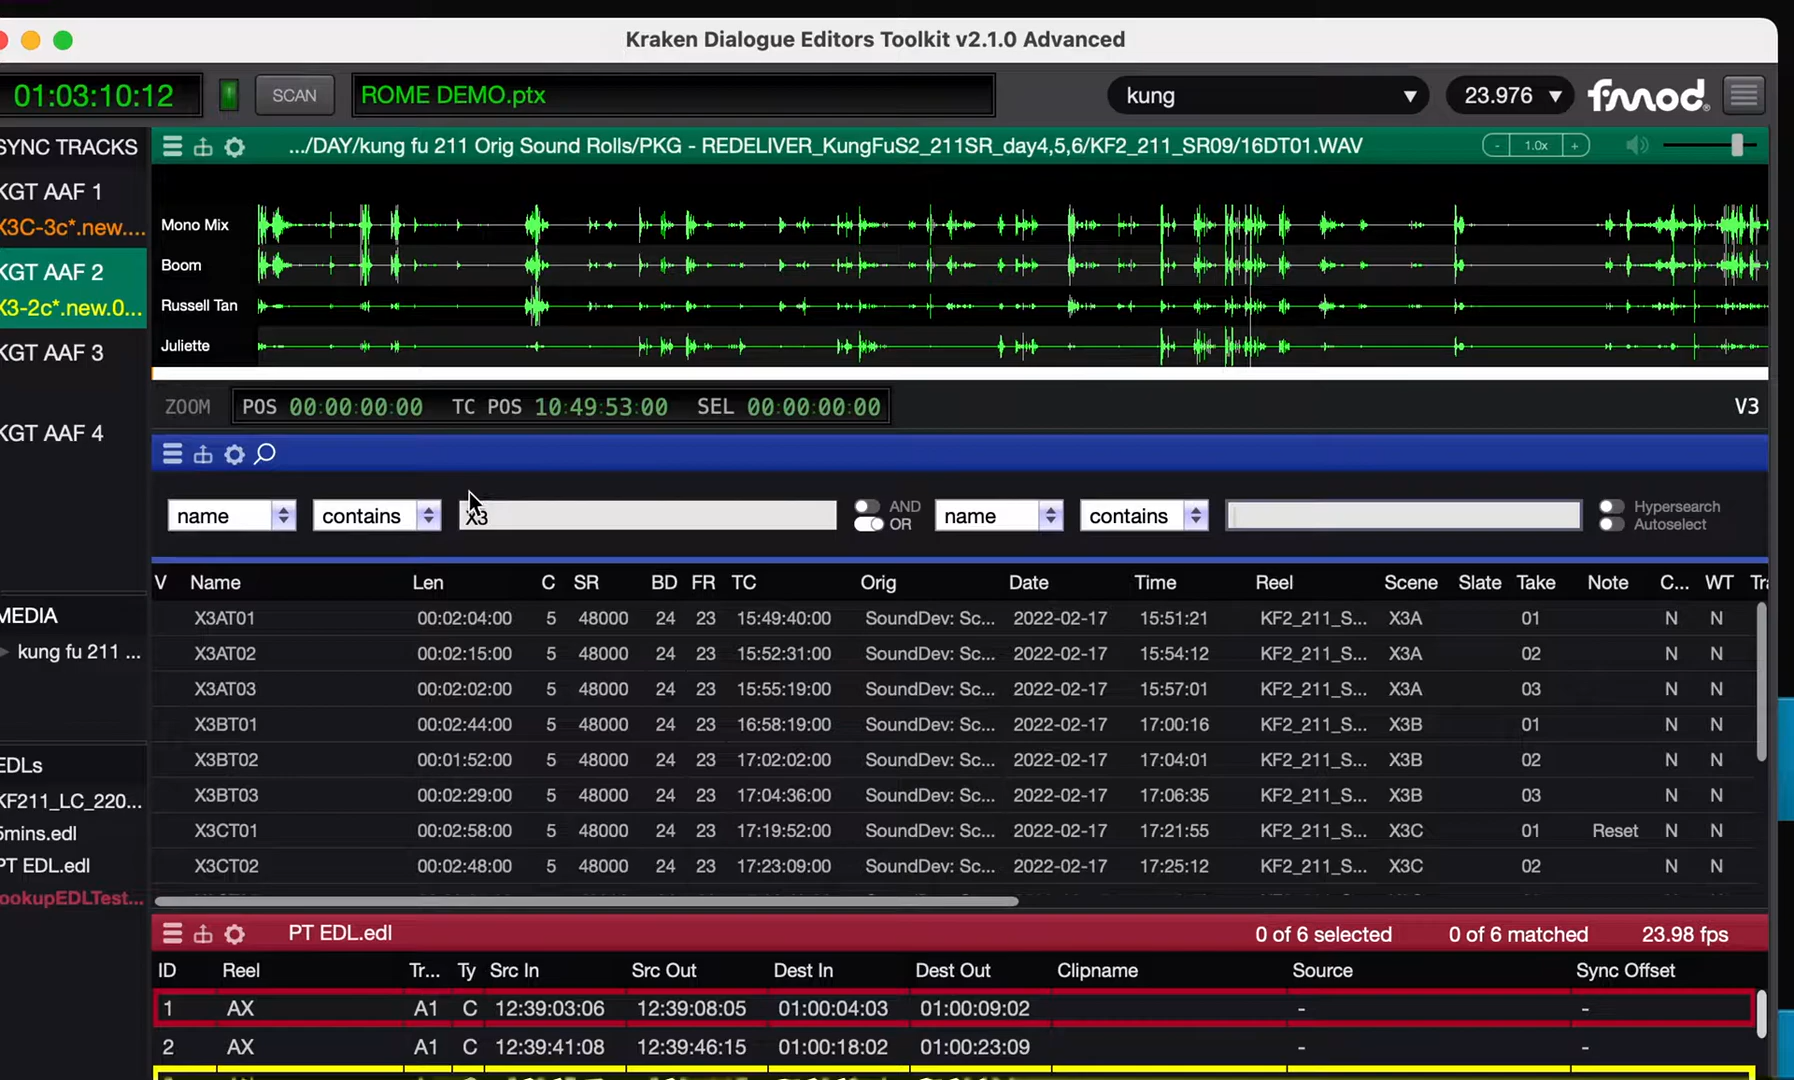 Kraken Dialogue Editors Toolkit v2.1.0 Advanced
01:03:10:12 SCAN ROME DEMO.ptx kung 23.976 fmod
SYNC TRACKS
KGT AAF 1
X3C-3c*.new....
KGT AAF 2
X3-2c*.new.0...
KGT AAF 3
KGT AAF 4
MEDIA
kung fu 211 ...
EDLs
KF211_LC_220...
5mins.edl
PT EDL.edl
ookupEDLTest...
.../DAY/kung fu 211 Orig Sound Rolls/PKG - REDELIVER_KungFuS2_211SR_day4,5,6/KF2_211_SR09/16DT01.WAV - 1.0x +
Mono Mix
Boom
Russell Tan
Juliette
ZOOM POS 00:00:00:00 TC POS 10:49:53:00 SEL 00:00:00:00 V3
name contains X3 AND OR name contains Hypersearch Autoselect
V Name Len C SR BD FR TC Orig Date Time Reel Scene Slate Take Note C... WT Tra
X3AT01 00:02:04:00 5 48000 24 23 15:49:40:00 SoundDev: Sc... 2022-02-17 15:51:21 KF2_211_S... X3A 01 N N
X3AT02 00:02:15:00 5 48000 24 23 15:52:31:00 SoundDev: Sc... 2022-02-17 15:54:12 KF2_211_S... X3A 02 N N
X3AT03 00:02:02:00 5 48000 24 23 15:55:19:00 SoundDev: Sc... 2022-02-17 15:57:01 KF2_211_S... X3A 03 N N
X3BT01 00:02:44:00 5 48000 24 23 16:58:19:00 SoundDev: Sc... 2022-02-17 17:00:16 KF2_211_S... X3B 01 N N
X3BT02 00:01:52:00 5 48000 24 23 17:02:02:00 SoundDev: Sc... 2022-02-17 17:04:01 KF2_211_S... X3B 02 N N
X3BT03 00:02:29:00 5 48000 24 23 17:04:36:00 SoundDev: Sc... 2022-02-17 17:06:35 KF2_211_S... X3B 03 N N
X3CT01 00:02:58:00 5 48000 24 23 17:19:52:00 SoundDev: Sc... 2022-02-17 17:21:55 KF2_211_S... X3C 01 Reset N N
X3CT02 00:02:48:00 5 48000 24 23 17:23:09:00 SoundDev: Sc... 2022-02-17 17:25:12 KF2_211_S... X3C 02 N N
PT EDL.edl 0 of 6 selected 0 of 6 matched 23.98 fps
ID Reel Tr... Ty Src In Src Out Dest In Dest Out Clipname Source Sync Offset
1 AX A1 C 12:39:03:06 12:39:08:05 01:00:04:03 01:00:09:02 - -
2 AX A1 C 12:39:41:08 12:39:46:15 01:00:18:02 01:00:23:09 - -